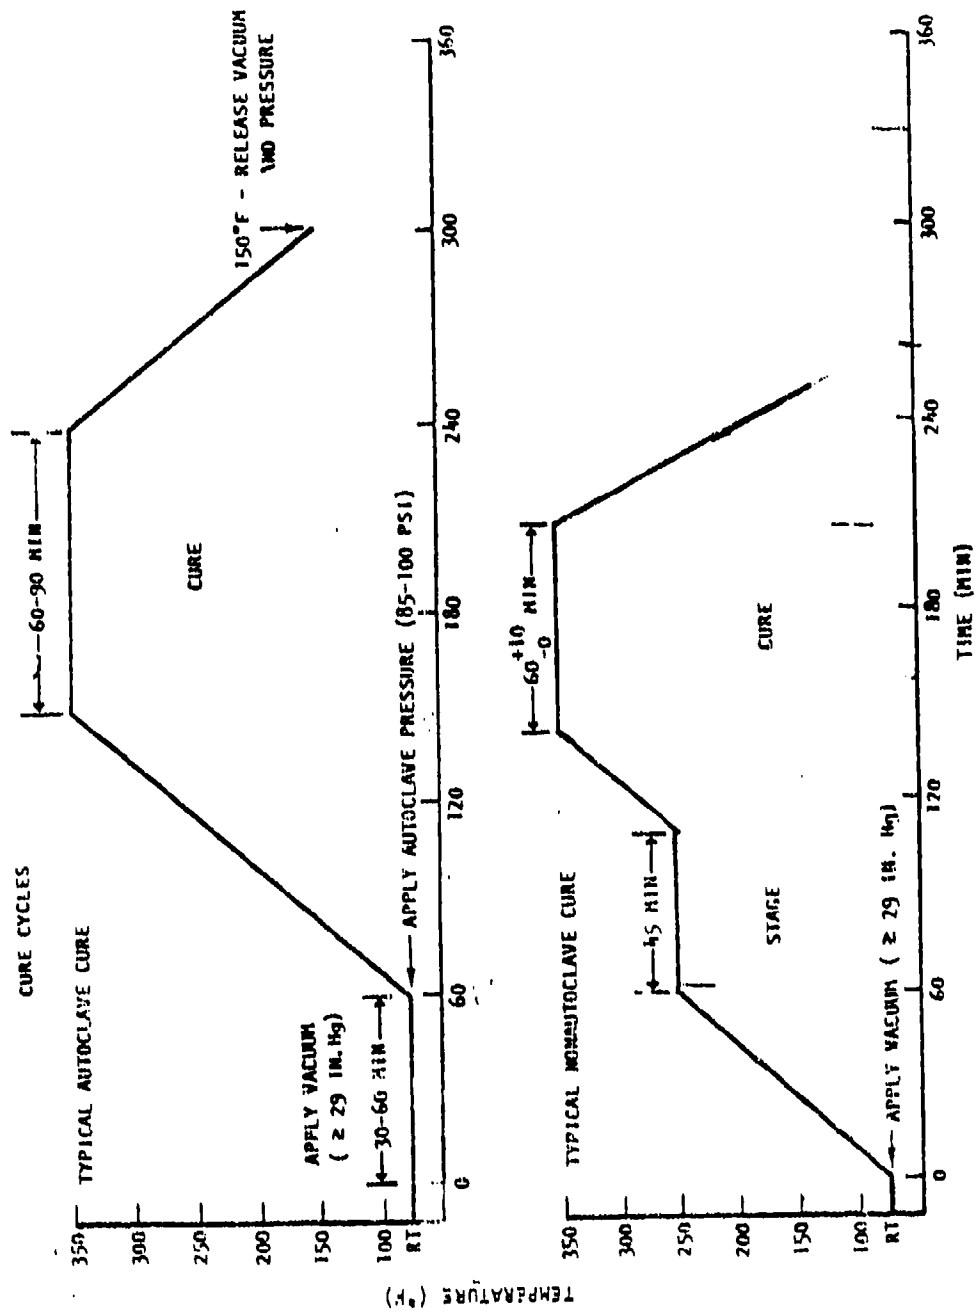 CURE CYCLES
TYPICAL AUTOCLAVE CURE
150°F - RELEASE VACUUM
AND PRESSURE
60-90 MIN
CURE
APPLY VACUUM
( ≥ 29 IN.Hg)
30-60 MIN
APPLY AUTOCLAVE PRESSURE (85-100 PSI)
350
300
250
200
150
100
RT
0
60
120
180
240
300
360
TEMPERATURE (°F)
TYPICAL NONAUTOCLAVE CURE
60 +10 -0 MIN
45 MIN
STAGE
CURE
APPLY VACUUM ( ≥ 29 IN. Hg)
350
300
250
200
150
100
RT
0
60
120
180
240
300
360
TIME (MIN)